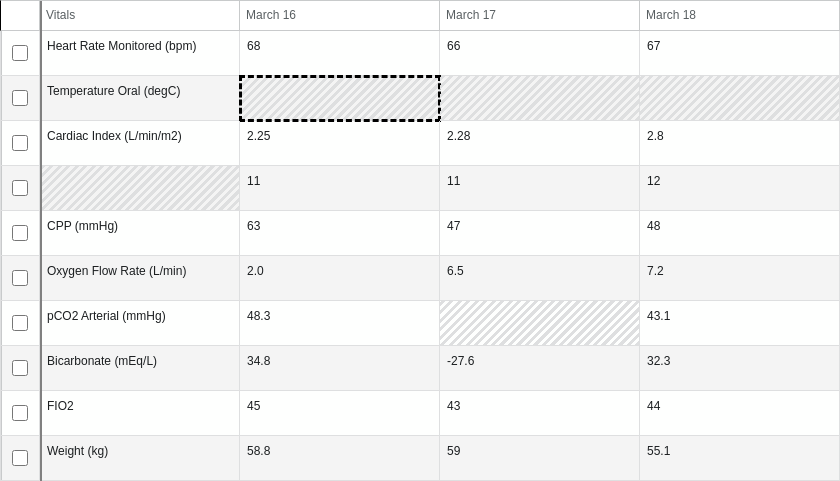 Vitals March 16 March 17 March 18
Heart Rate Monitored (bpm) 68 66 67
Temperature Oral (degC)
Cardiac Index (L/min/m2) 2.25 2.28 2.8
11 11 12
CPP (mmHg) 63 47 48
Oxygen Flow Rate (L/min) 2.0 6.5 7.2
pCO2 Arterial (mmHg) 48.3 43.1
Bicarbonate (mEq/L) 34.8 -27.6 32.3
FIO2 45 43 44
Weight (kg) 58.8 59 55.1